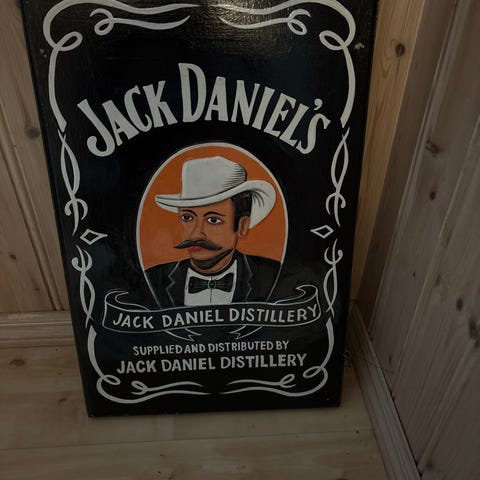 JACK DANIEL'S
JACK DANIEL DISTILLERY
SUPPLIED AND DISTRIBUTED BY
JACK DANIEL DISTILLERY